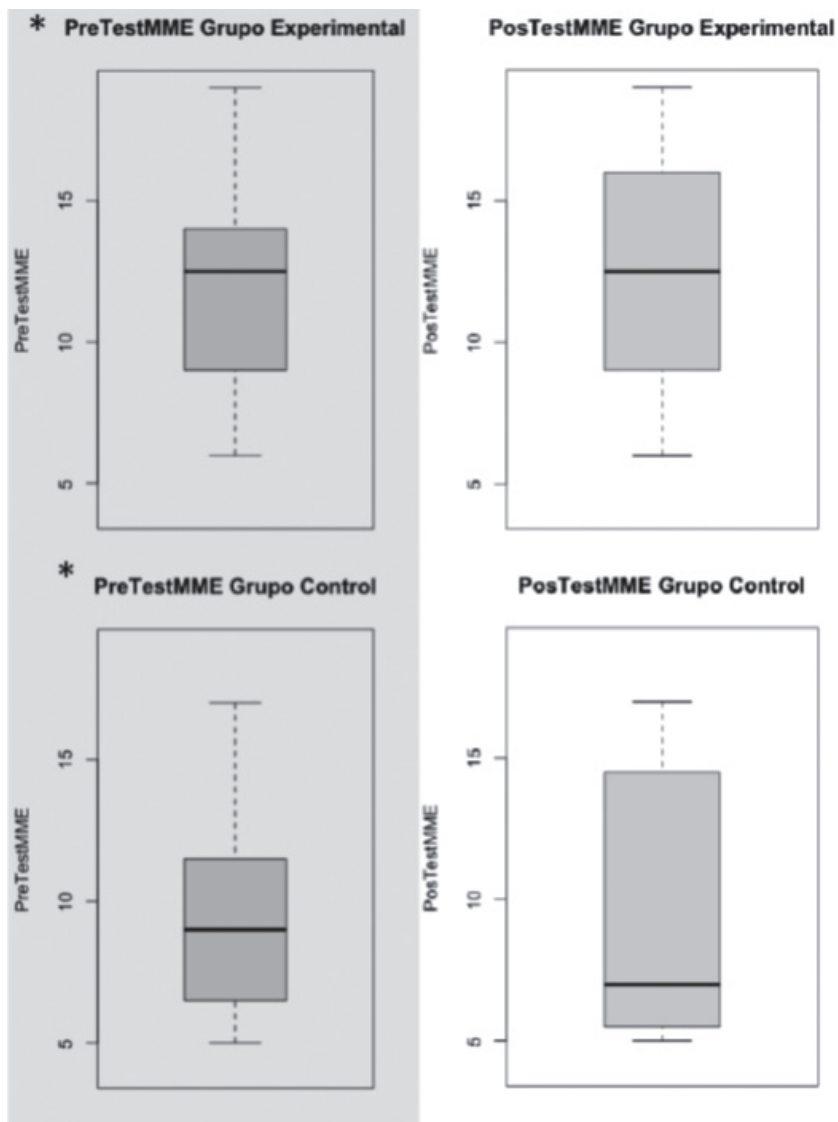 * PreTestMME Grupo Experimental
PreTestMME
15
10
5
PosTestMME Grupo Experimental
PosTestMME
15
10
5
* PreTestMME Grupo Control
PreTestMME
15
10
5
PosTestMME Grupo Control
PosTestMME
15
10
5